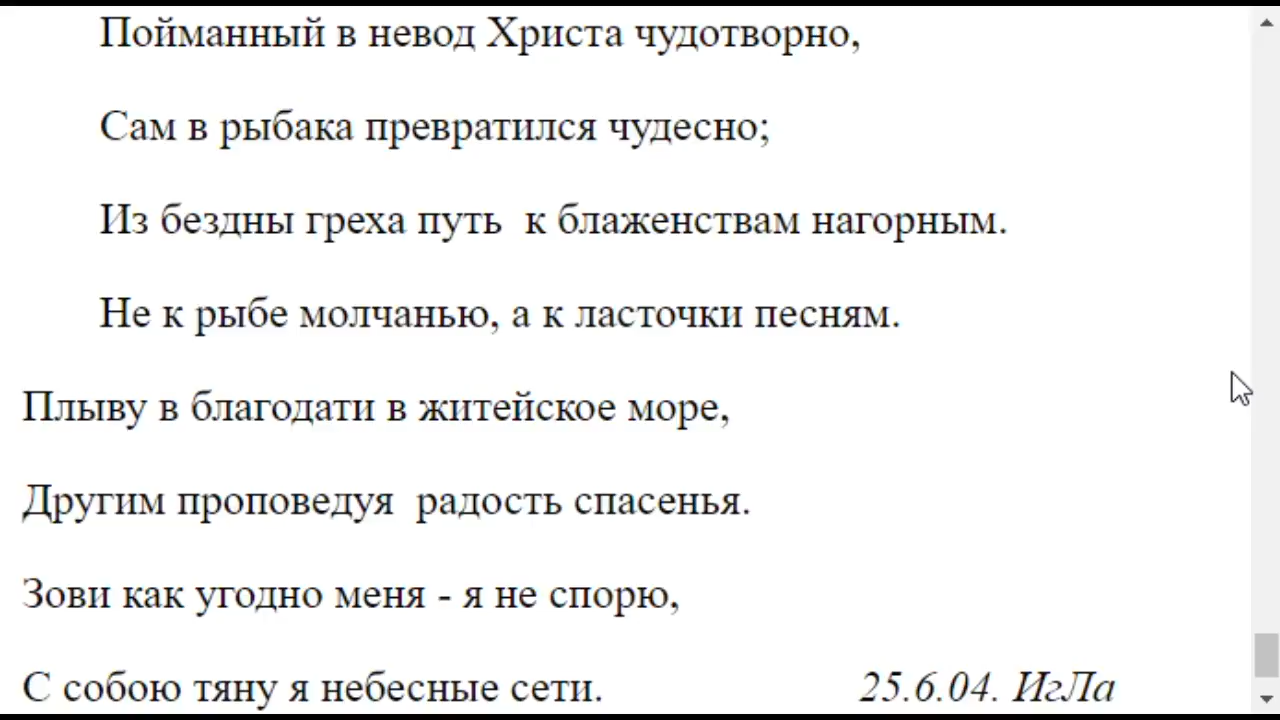 Пойманный в невод Христа чудотворно,
Сам в рыбака превратился чудесно;
Из бездны греха путь  к блаженствам нагорным.
Не к рыбе молчанью, а к ласточки песням.
Плыву в благодати в житейское море,
Другим проповедуя  радость спасенья.
Зови как угодно меня - я не спорю,
С собою тяну я небесные сети. 25.6.04. ИгЛа